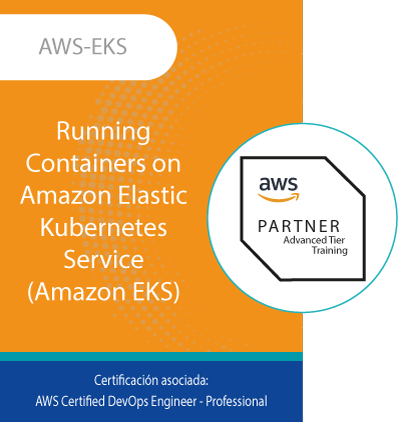 AWS-EKS
Running
Containers on
Amazon Elastic
Kubernetes
Service
(Amazon EKS)
aws
PARTNER
Advanced Tier
Training
Certificación asociada:
AWS Certified DevOps Engineer - Professional